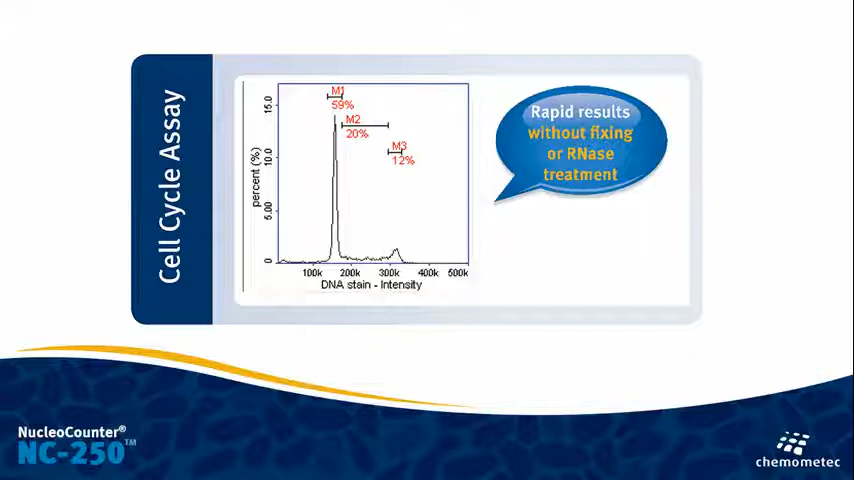 Cell Cycle Assay
M1
59%
M2
20%
M3
12%
percent (%)
15.0
10.0
5.00
0
100k 200k 300k 400k 500k
DNA stain - Intensity
Rapid results
without fixing
or RNase
treatment
NucleoCounter®
NC-250™
chemometec